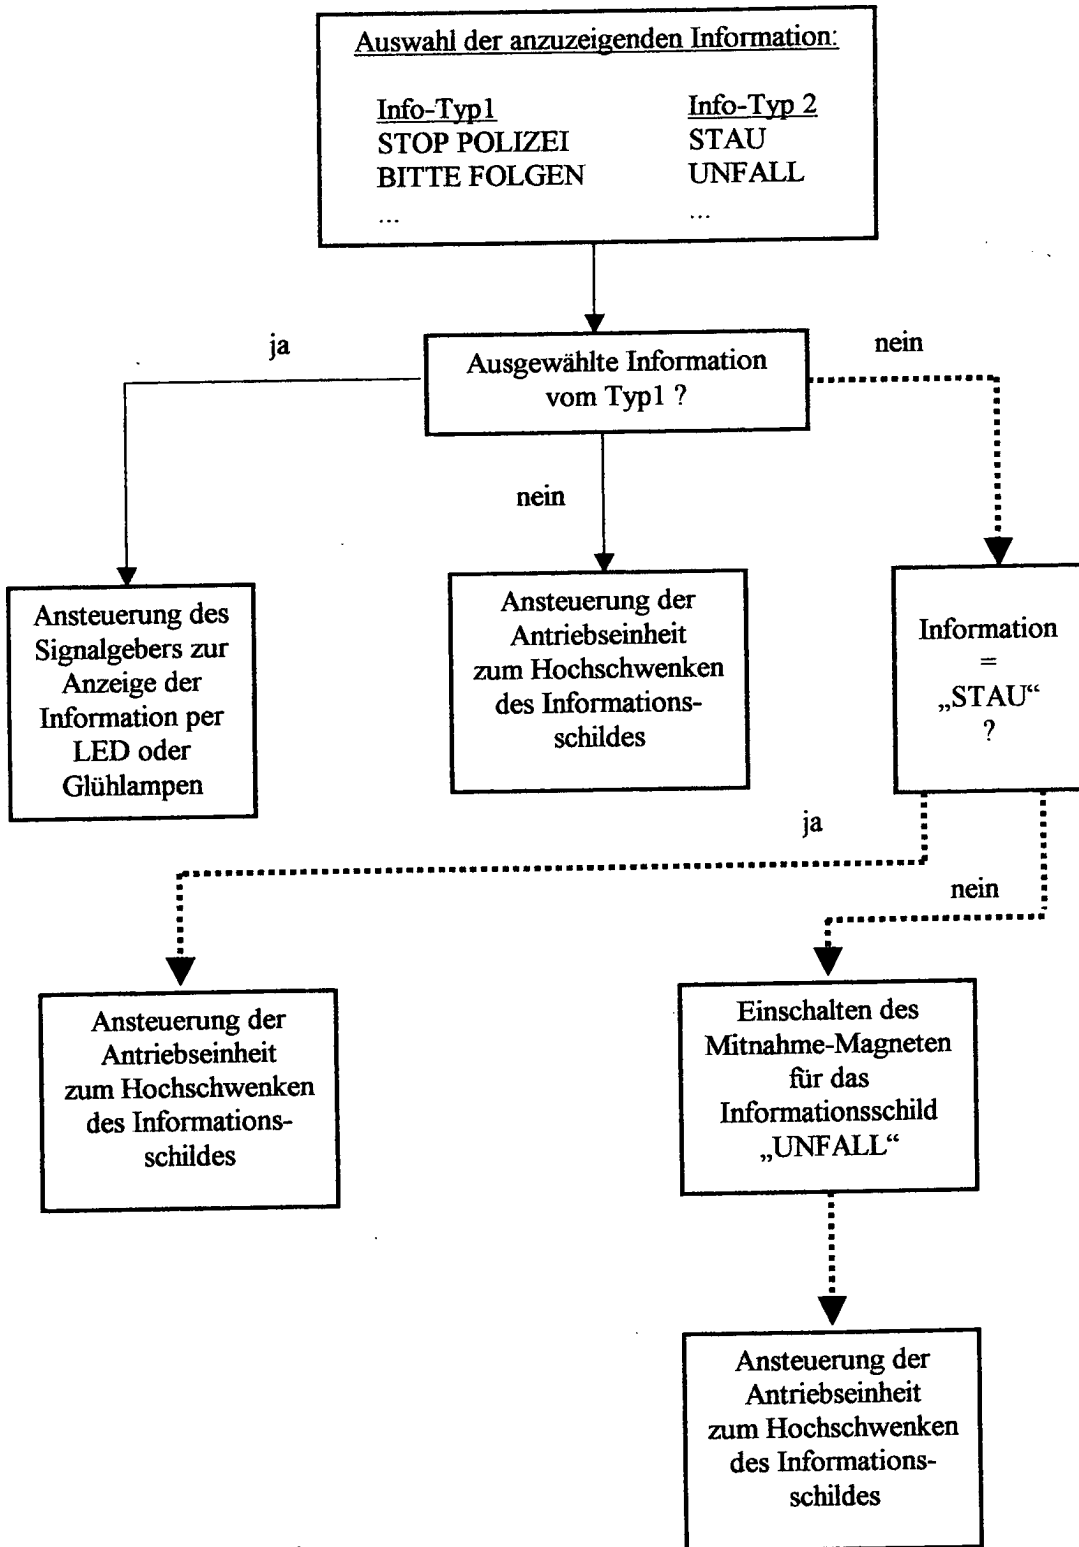 Auswahl der anzuzeigenden Information:
Info-Typ1
STOP POLIZEI
BITTE FOLGEN
...
Info-Typ 2
STAU
UNFALL
...
ja
Ausgewählte Information
vom Typ1 ?
nein
nein
Ansteuerung des
Signalgebers zur
Anzeige der
Information per
LED oder
Glühlampen
Ansteuerung der
Antriebseinheit
zum Hochschwenken
des Informations-
schildes
Information
=
„STAU“
?
ja
nein
Ansteuerung der
Antriebseinheit
zum Hochschwenken
des Informations-
schildes
Einschalten des
Mitnahme-Magneten
für das
Informationsschild
„UNFALL“
Ansteuerung der
Antriebseinheit
zum Hochschwenken
des Informations-
schildes